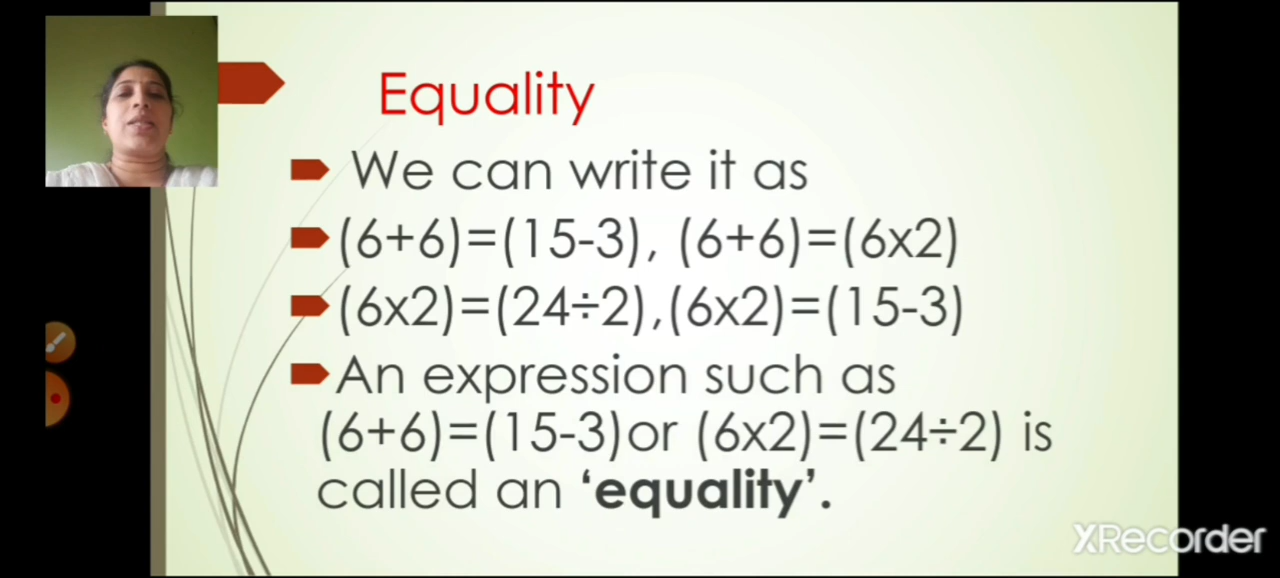 Equality
We can write it as
(6+6)=(15-3), (6+6)=(6x2)
(6x2)=(24÷2),(6x2)=(15-3)
An expression such as
(6+6)=(15-3)or (6x2)=(24÷2) is
called an ‘equality’.
XRecorder